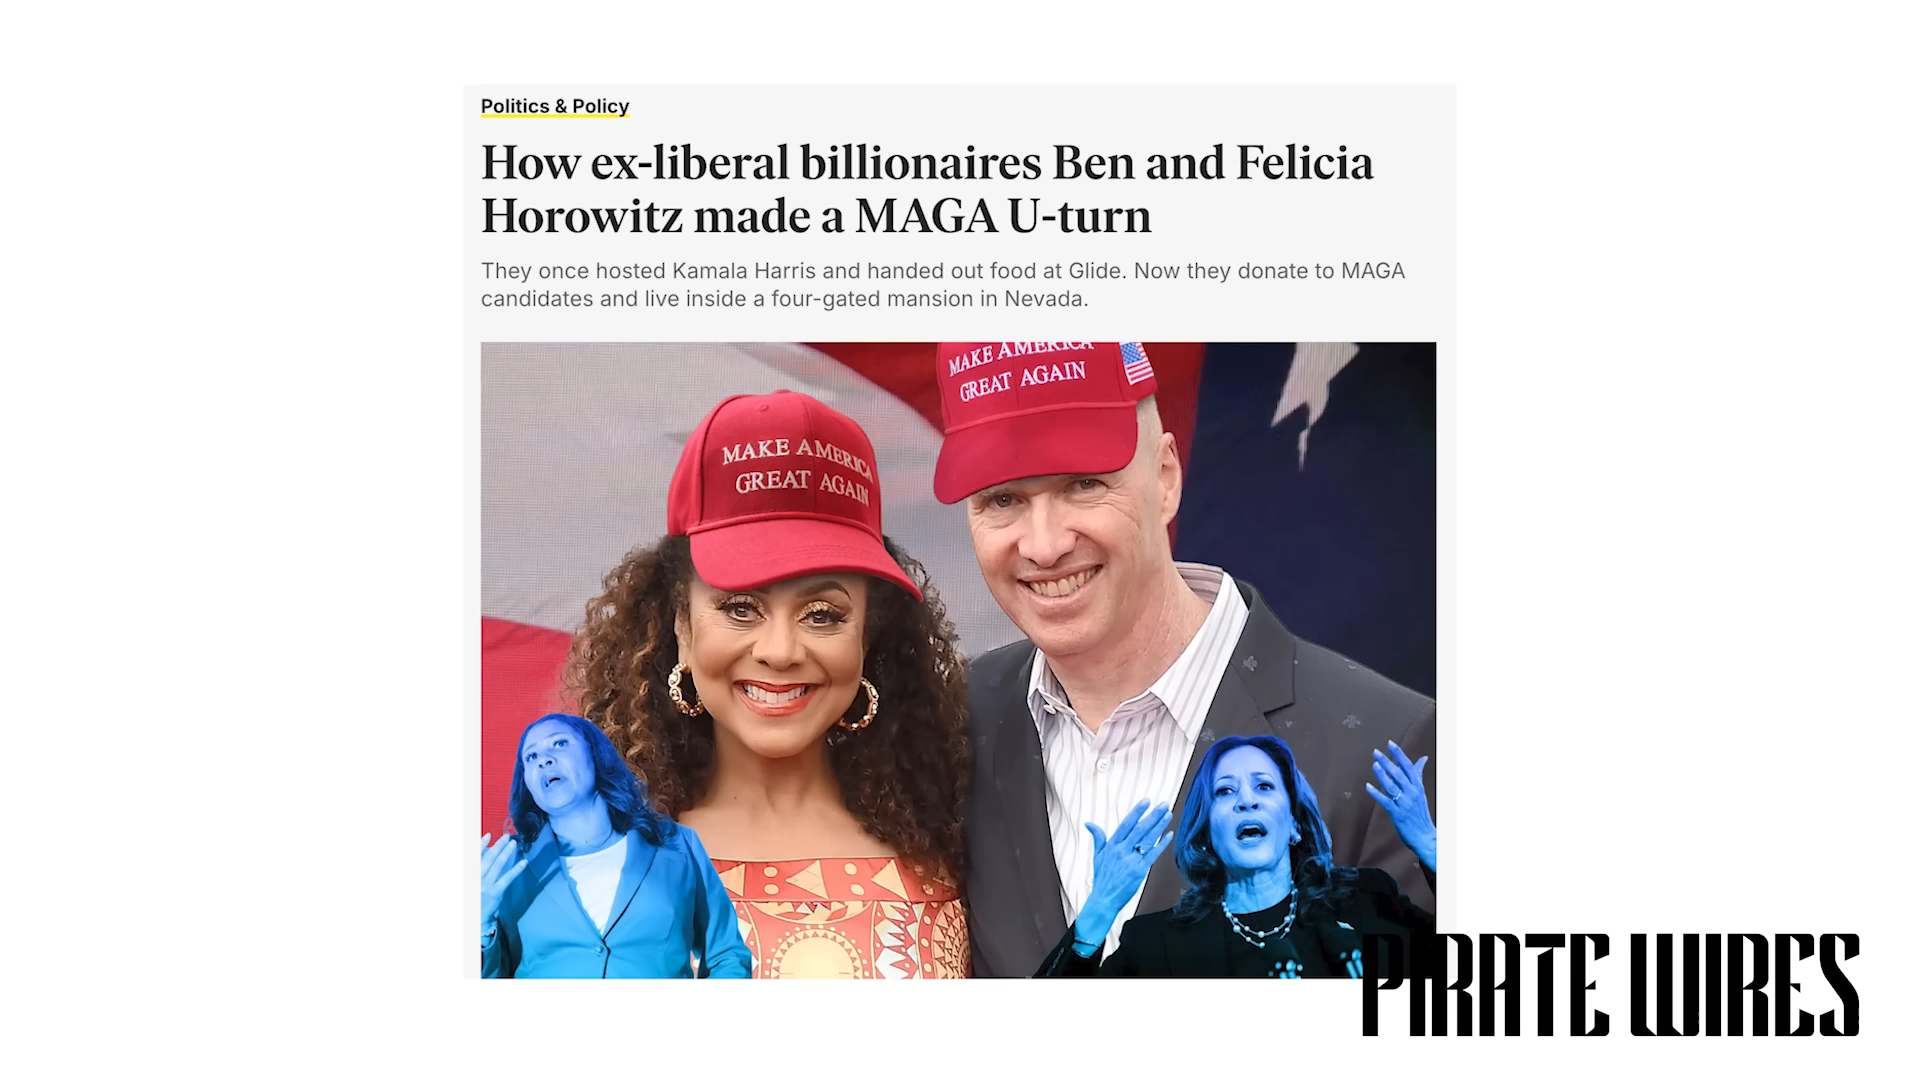 Politics & Policy
How ex-liberal billionaires Ben and Felicia
Horowitz made a MAGA U-turn
They once hosted Kamala Harris and handed out food at Glide. Now they donate to MAGA
candidates and live inside a four-gated mansion in Nevada.
MAKE AMERICA
GREAT AGAIN
MAKE AMERICA
GREAT AGAIN
PIRATE WIRES